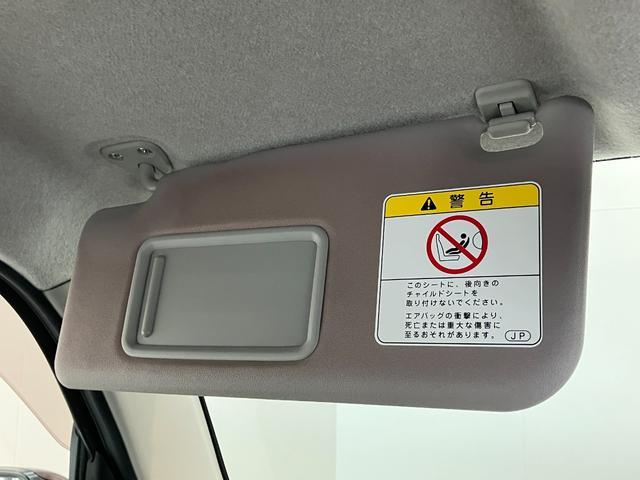 警告
このシートに、後向きの
チャイルドシートを
取り付けないでください。
エアバッグの衝撃により、
死亡または重大な傷害に
至るおそれがあります。
JP